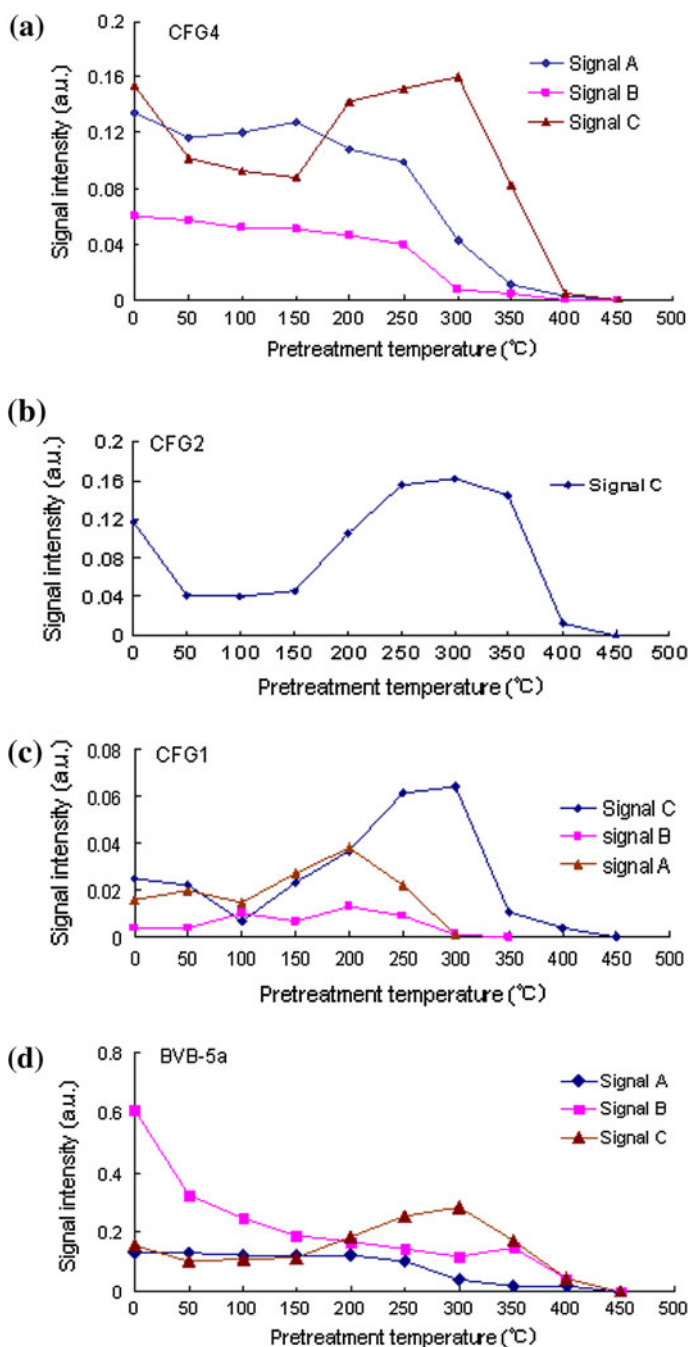 (a)
CFG4
Signal intensity (a.u.)
0.2
0.16
0.12
0.08
0.04
0
0 50 100 150 200 250 300 350 400 450 500
Pretreatment temperature (℃)
Signal A
Signal B
Signal C
(b)
CFG2
Signal intensity (a.u.)
0.2
0.16
0.12
0.08
0.04
0
0 50 100 150 200 250 300 350 400 450 500
Pretreatment temperature (℃)
Signal C
(c)
CFG1
Signal intensity (a.u.)
0.08
0.06
0.04
0.02
0
0 50 100 150 200 250 300 350 400 450 500
Pretreatment temperature (℃)
Signal C
signal B
signal A
(d)
BVB-5a
Signal intensity (a.u.)
0.8
0.6
0.4
0.2
0
0 50 100 150 200 250 300 350 400 450 500
Pretreatment temperature (℃)
Signal A
Signal B
Signal C